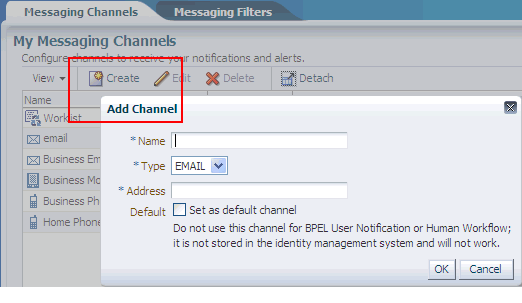 Messaging Channels Messaging Filters
My Messaging Channels
Configure channels to receive your notifications and alerts.
View Create Edit Delete Detach
Name
Worklist
email
Business Em
Business Mo
Business Ph
Home Phone
Add Channel
* Name
* Type EMAIL
* Address
Default Set as default channel
Do not use this channel for BPEL User Notification or Human Workflow;
it is not stored in the identity management system and will not work.
OK Cancel